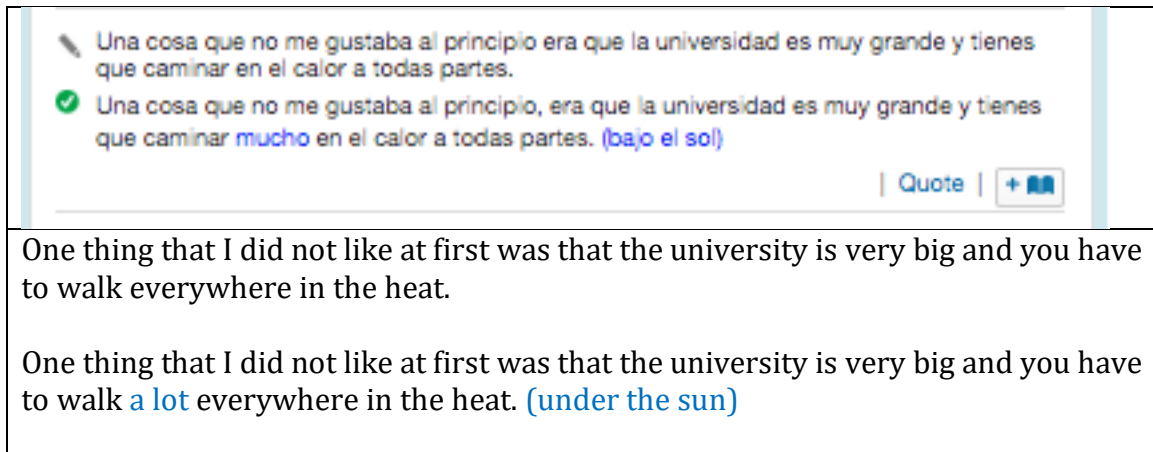 Una cosa que no me gustaba al principio era que la universidad es muy grande y tienes
que caminar en el calor a todas partes.
Una cosa que no me gustaba al principio, era que la universidad es muy grande y tienes
que caminar mucho en el calor a todas partes. (bajo el sol)
| Quote | +
One thing that I did not like at first was that the university is very big and you have
to walk everywhere in the heat.
One thing that I did not like at first was that the university is very big and you have
to walk a lot everywhere in the heat. (under the sun)